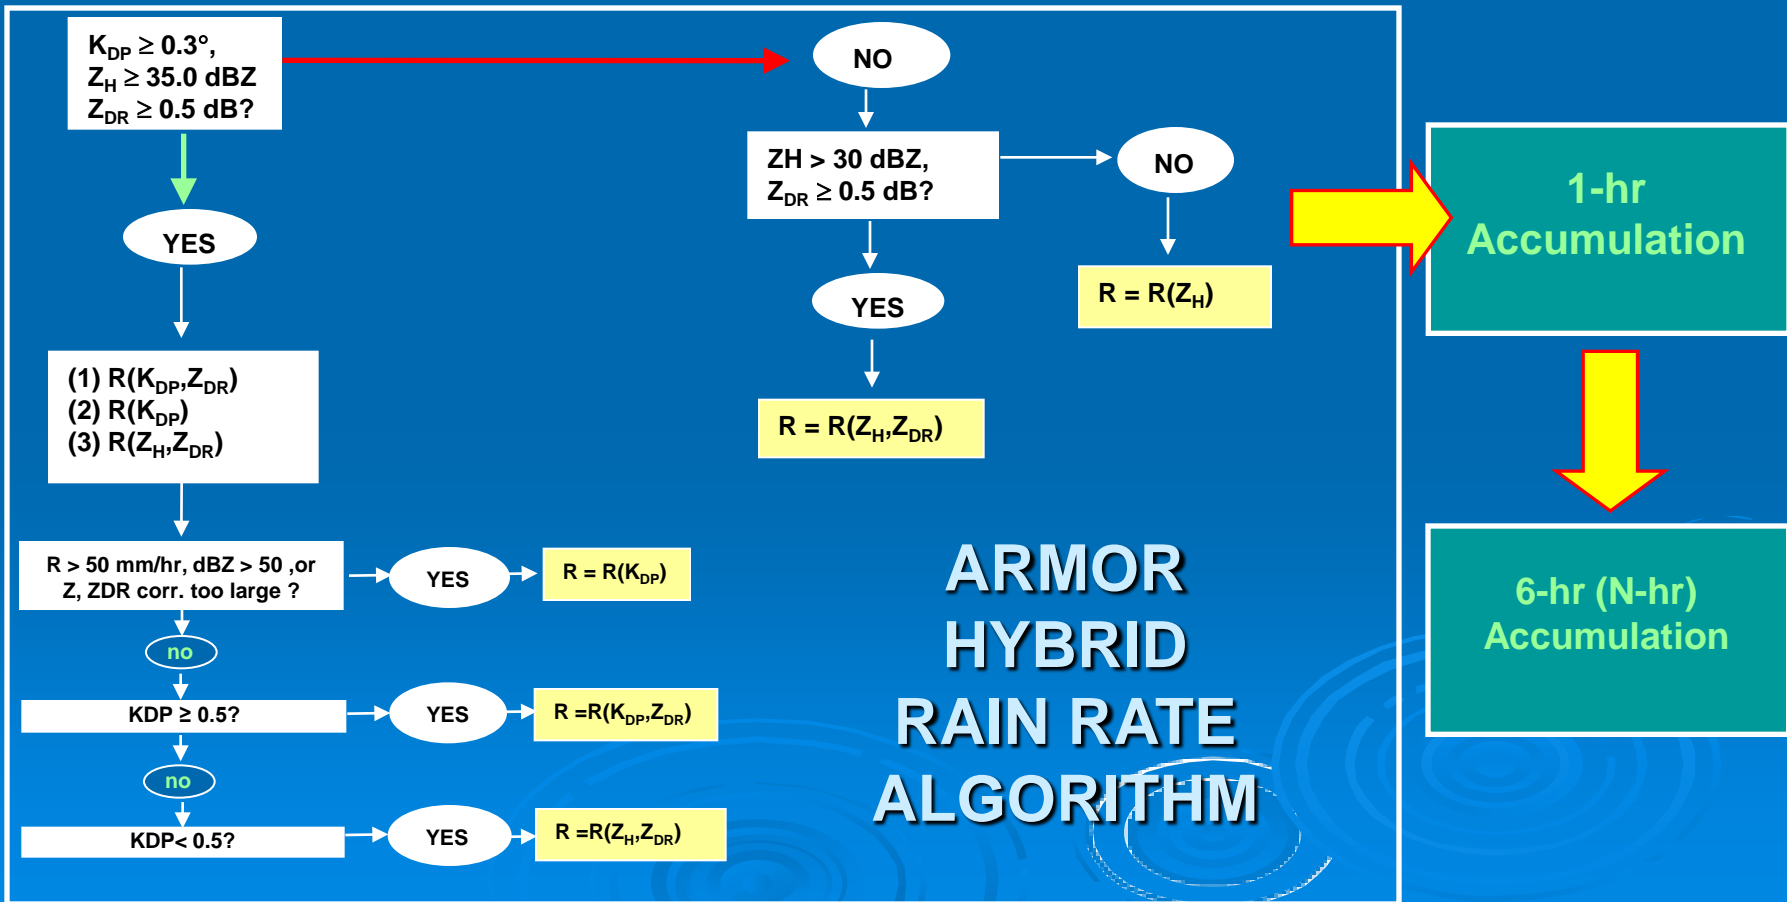 K_DP ≥ 0.3°,
Z_H ≥ 35.0 dBZ
Z_DR ≥ 0.5 dB?
NO
ZH > 30 dBZ,
Z_DR ≥ 0.5 dB?
NO
YES
YES
R = R(Z_H)
R = R(Z_H,Z_DR)
(1) R(K_DP,Z_DR)
(2) R(K_DP)
(3) R(Z_H,Z_DR)
R > 50 mm/hr, dBZ > 50 ,or
Z, ZDR corr. too large ?
YES
R = R(K_DP)
no
KDP ≥ 0.5?
YES
R =R(K_DP,Z_DR)
no
KDP< 0.5?
YES
R =R(Z_H,Z_DR)
ARMOR
HYBRID
RAIN RATE
ALGORITHM
1-hr
Accumulation
6-hr (N-hr)
Accumulation